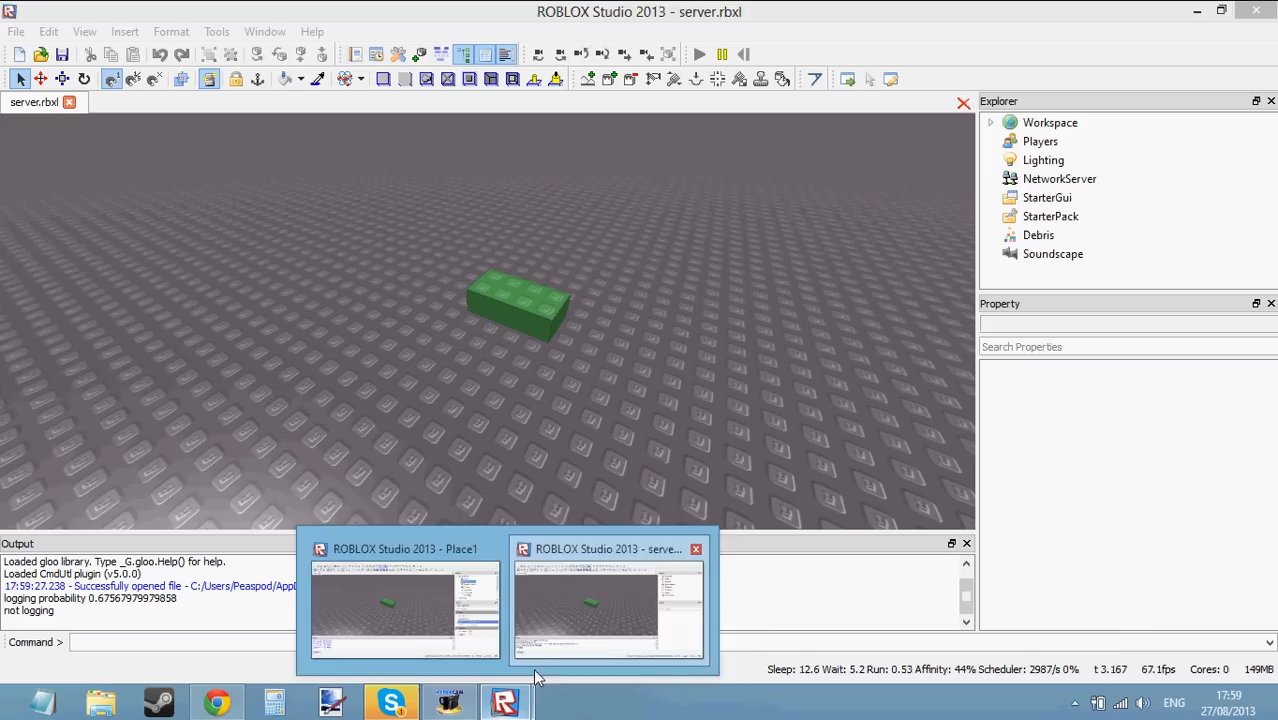 ROBLOX Studio 2013 - server.rbxl
File Edit View Insert Format Tools Window Help
server.rbxl
Explorer
Workspace
Players
Lighting
NetworkServer
StarterGui
StarterPack
Debris
Soundscape
Property
Search Properties
Output
Loaded gloo library. Type _G.gloo.Help() for help.
Loaded CmdUtl plugin (v5.0.0)
17:59:27.238 - Successfully opened file - C:/Users/Peaspod/AppD
logging probability 0.67567979979858
not logging
ROBLOX Studio 2013 - Place1
ROBLOX Studio 2013 - serve...
Command >
Sleep: 12.6 Wait: 5.2 Run: 0.53 Affinity: 44% Scheduler: 2987/s 0% t 3.167 67.1fps Cores: 0 149MB
ENG
17:59
27/08/2013